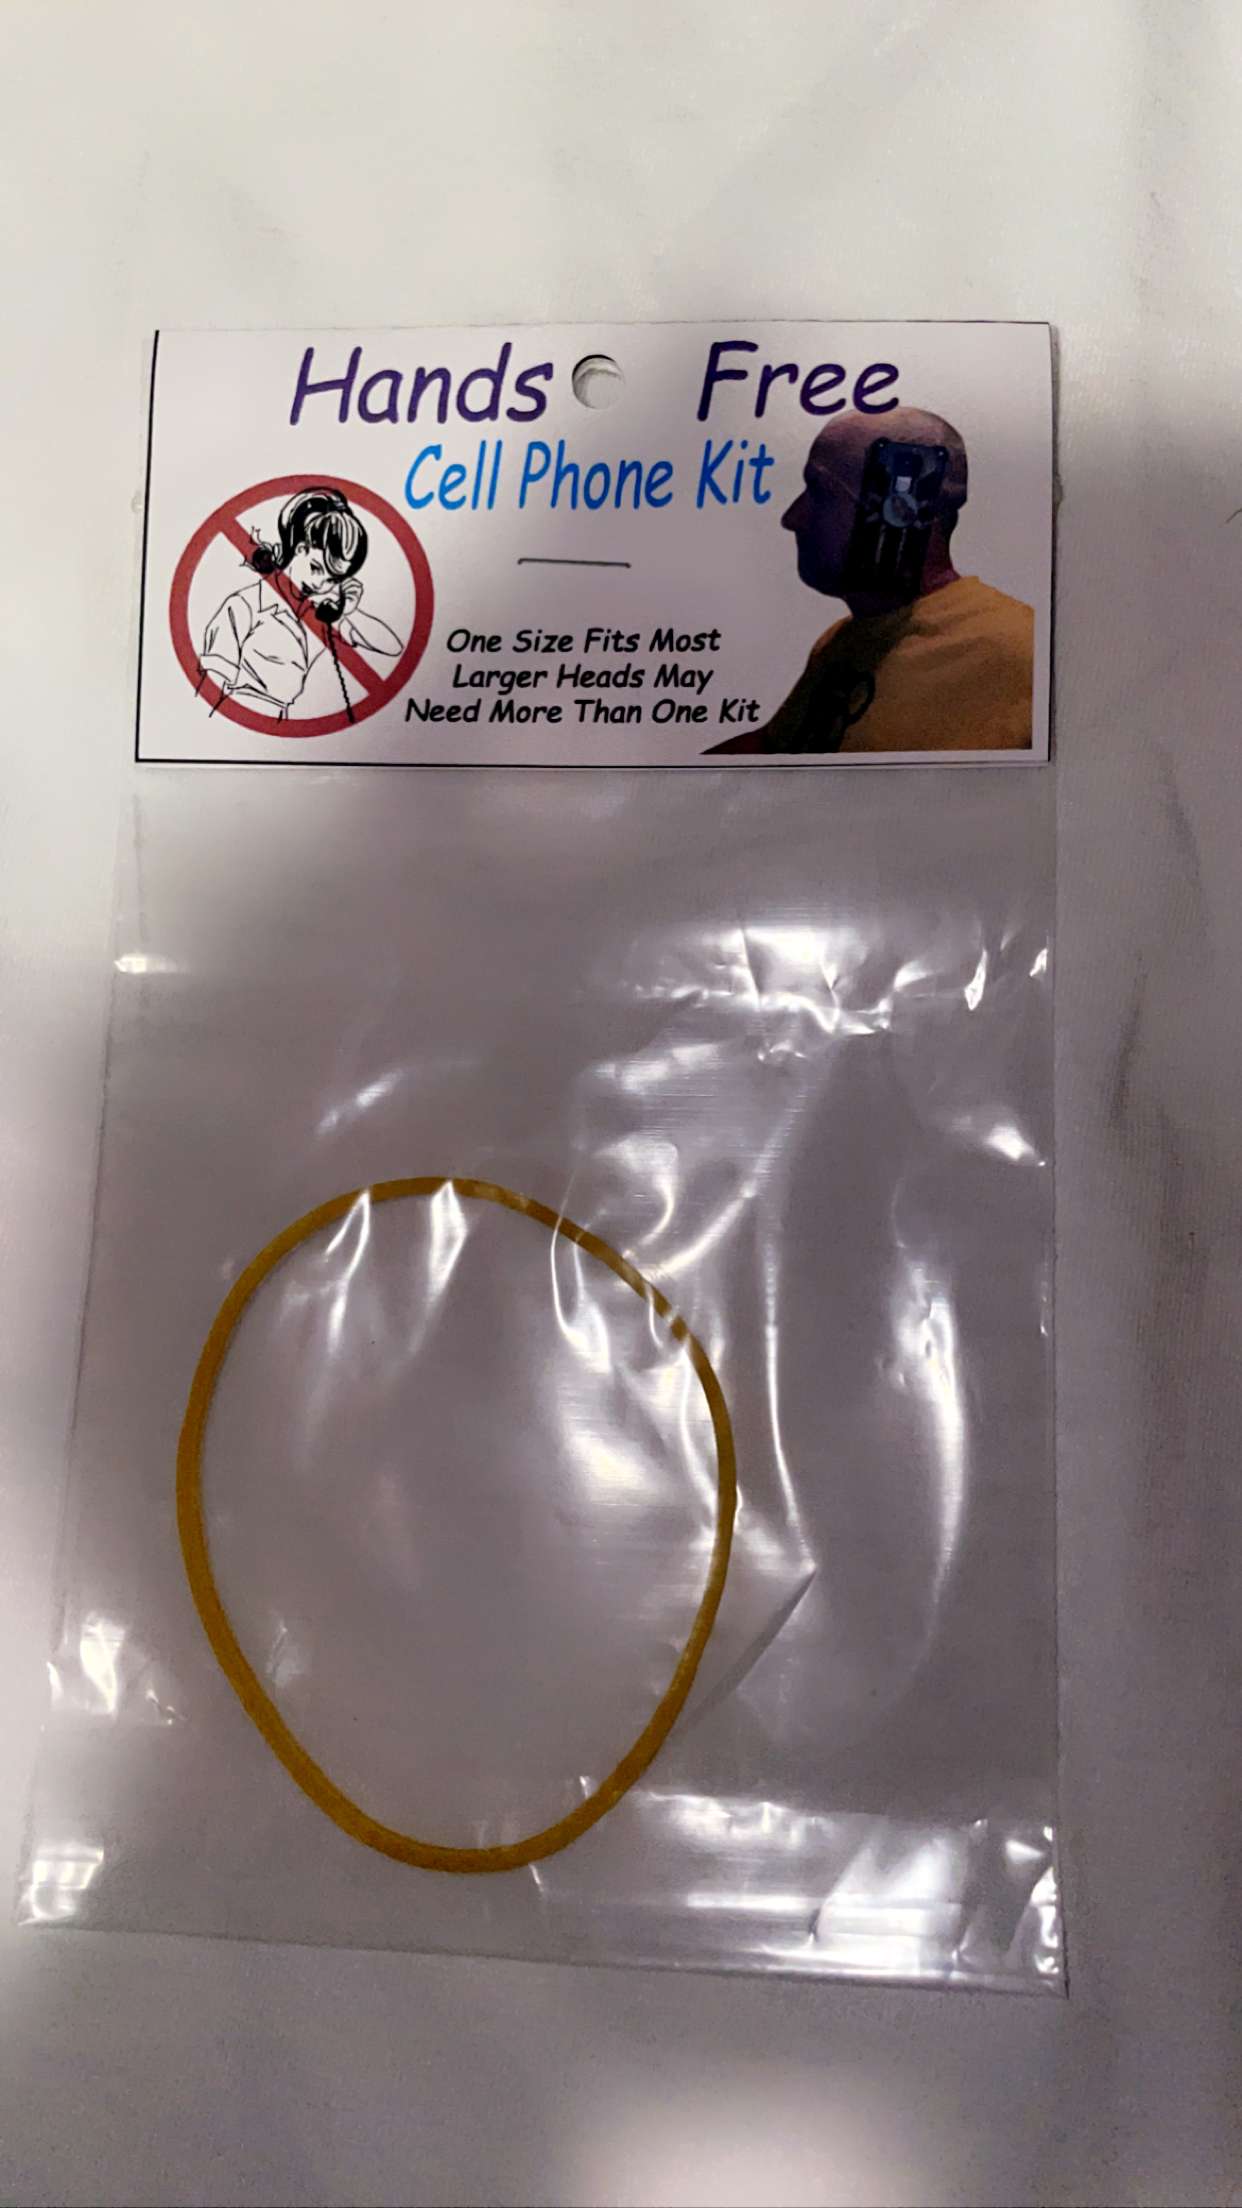 Hands Free
Cell Phone Kit
One Size Fits Most
Larger Heads May
Need More Than One Kit